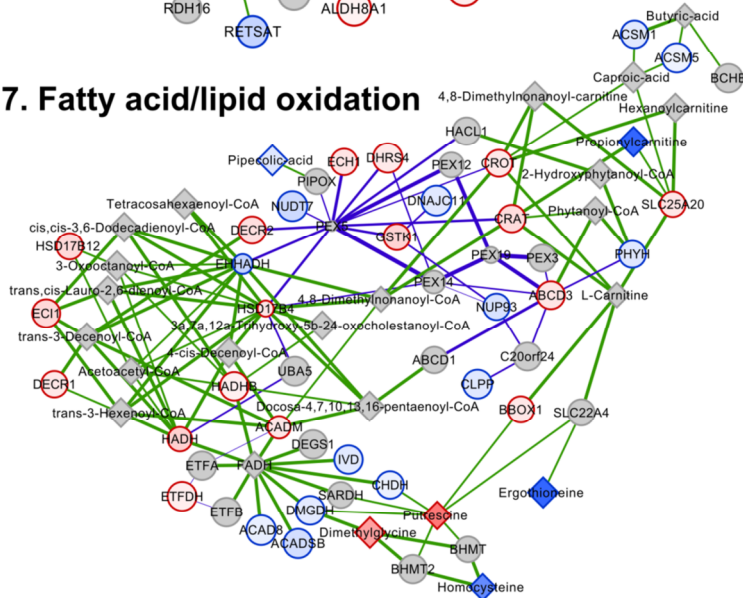 RDH16
ALDH8A1
RETSAT
Butyric-acid
ACSM1
ACSM5
Caproic-acid
BCHE
7. Fatty acid/lipid oxidation
4,8-Dimethylnonanoyl-carnitine
Hexanoylcarnitine
HACL1
Propionylcarnitine
Pipecolic-acid
ECH1
DHRS4
PEX12
CROT
2-Hydroxyphytanoyl-CoA
PIPOX
Tetracosahexaenoyl-CoA
NUDT7
DNAJC11
SLC25A20
cis,cis-3,6-Dodecadienoyl-CoA
DECR2
CRAT
Phytanoyl-CoA
HSD17B12
GSTK1
3-Oxooctanoyl-CoA
EHHADH
PEX19
PEX3
PHYH
trans,cis-Lauro-2,6-dienoyl-CoA
PEX14
ECI1
HSD17B4
4,8-Dimethylnonanoyl-CoA
NUP93
ABCD3
L-Carnitine
3a,7a,12a-Trihydroxy-5b-24-oxocholestanoyl-CoA
trans-3-Decenoyl-CoA
4-cis-Decenoyl-CoA
ABCD1
C20orf24
Acetoacetyl-CoA
UBA5
DECR1
HADHB
CLPP
trans-3-Hexenoyl-CoA
Docosa-4,7,10,13,16-pentaenoyl-CoA
BBOX1
SLC22A4
HADH
ACADM
DEGS1
ETFA
FADH
IVD
ETFDH
CHDH
Ergothioneine
SARDH
ETFB
DMGDH
Putrescine
ACAD8
ACADSB
Dimethylglycine
BHMT
BHMT2
Homocysteine